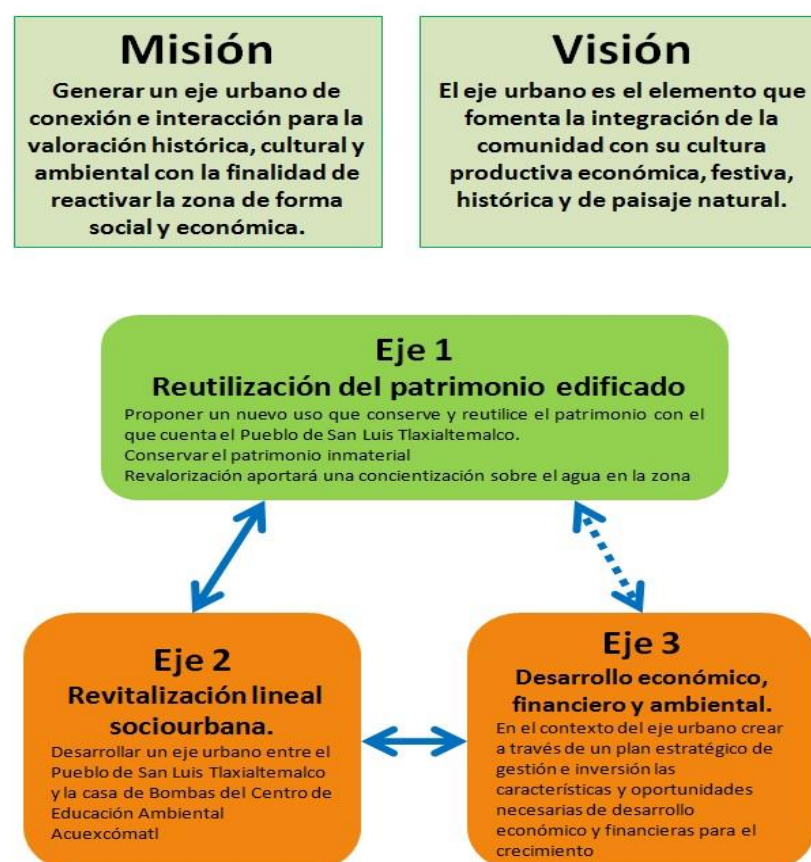 Misión
Generar un eje urbano de
conexión e interacción para la
valoración histórica, cultural y
ambiental con la finalidad de
reactivar la zona de forma
social y económica.
Visión
El eje urbano es el elemento que
fomenta la integración de la
comunidad con su cultura
productiva económica, festiva,
histórica y de paisaje natural.
Eje 1
Reutilización del patrimonio edificado
Proponer un nuevo uso que conserve y reutilice el patrimonio con el
que cuenta el Pueblo de San Luis Tlaxialtemalco.
Conservar el patrimonio inmaterial
Revalorización aportará una concientización sobre el agua en la zona
Eje 2
Revitalización lineal
sociourbana.
Desarrollar un eje urbano entre el
Pueblo de San Luis Tlaxialtemalco
y la casa de Bombas del Centro de
Educación Ambiental
Acuexcómatl
Eje 3
Desarrollo económico,
financiero y ambiental.
En el contexto del eje urbano crear
a través de un plan estratégico de
gestión e inversión las
características y oportunidades
necesarias de desarrollo
económico y financieras para el
crecimiento